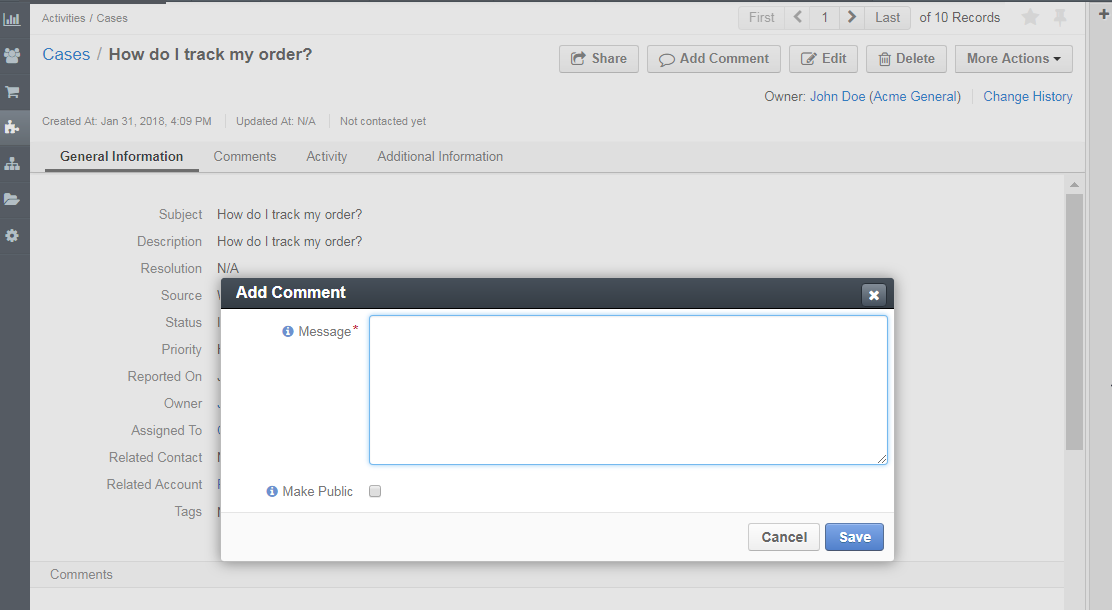 Activities / Cases
First 1 Last of 10 Records
Cases / How do I track my order?
Share Add Comment Edit Delete More Actions
Owner: John Doe (Acme General) Change History
Created At: Jan 31, 2018, 4:09 PM Updated At: N/A Not contacted yet
General Information Comments Activity Additional Information
Subject How do I track my order?
Description How do I track my order?
Resolution N/A
Source
Status
Priority
Reported On
Owner
Assigned To
Related Contact
Related Account
Tags
Add Comment
Message*
Make Public
Cancel Save
Comments